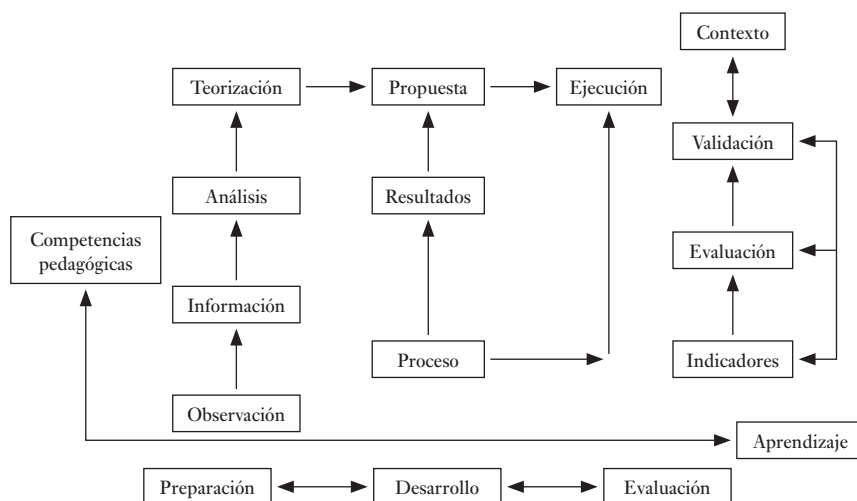 Contexto
Teorización
Propuesta
Ejecución
Validación
Análisis
Resultados
Competencias
pedagógicas
Evaluación
Información
Proceso
Indicadores
Observación
Aprendizaje
Preparación
Desarrollo
Evaluación